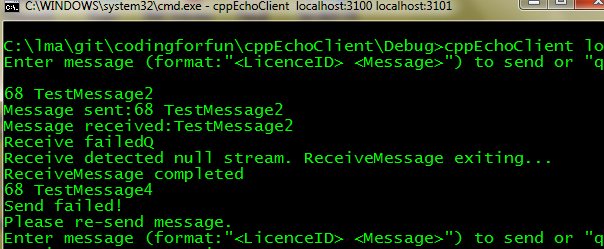 C:\WINDOWS\system32\cmd.exe - cppEchoClient localhost:3100 localhost:3101
C:\lma\git\codingforfun\cppEchoClient\Debug>cppEchoClient lo
Enter message (format:"<LicenceID> <Message>") to send or "q
68 TestMessage2
Message sent:68 TestMessage2
Message received:TestMessage2
Receive failedQ
Receive detected null stream. ReceiveMessage exiting...
ReceiveMessage completed
68 TestMessage4
Send failed!
Please re-send message.
Enter message (format:"<LicenceID> <Message>") to send or "q